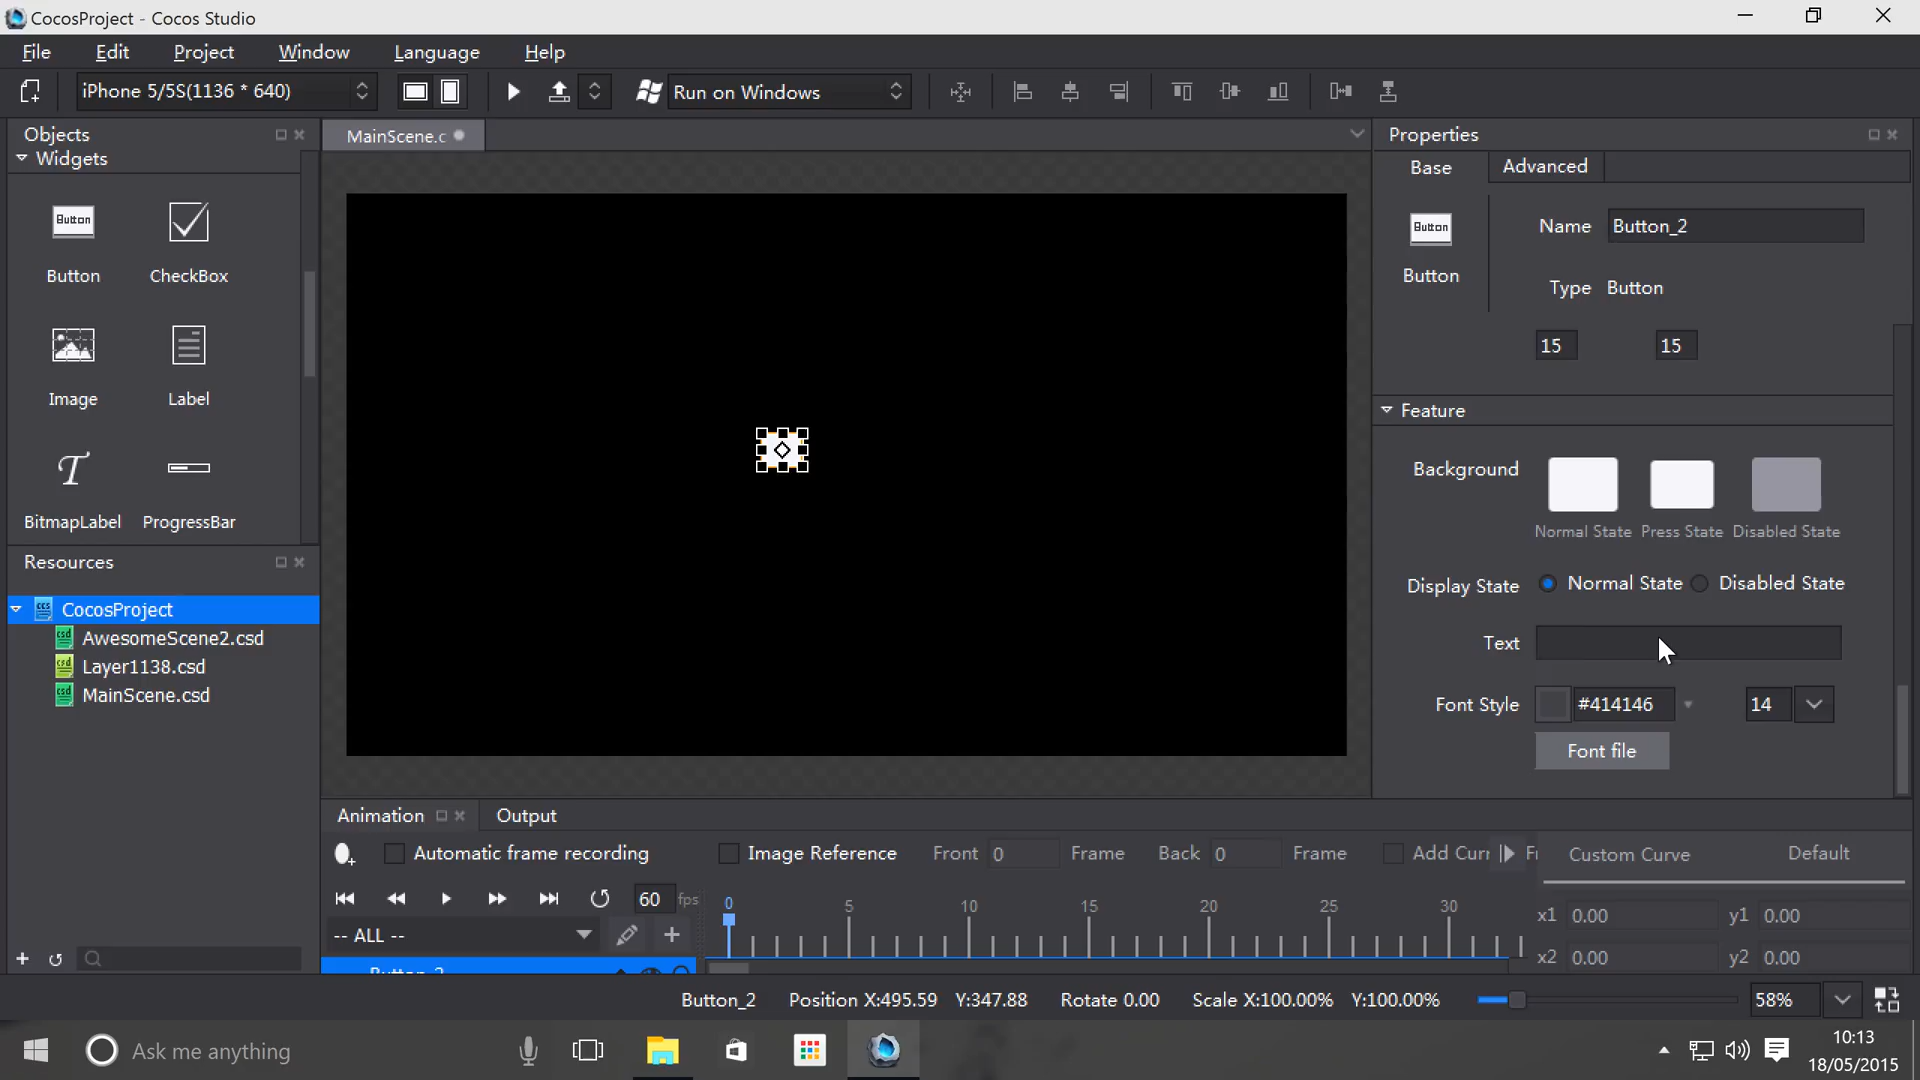 CocosProject - Cocos Studio
File Edit Project Window Language Help
iPhone 5/5S(1136 * 640)
Run on Windows
Objects
Widgets
Button
Button
CheckBox
Image
Label
T
BitmapLabel
ProgressBar
Resources
CocosProject
AwesomeScene2.csd
Layer1138.csd
MainScene.csd
MainScene.c
Properties
Base Advanced
Button
Button
Name Button_2
Type Button
15 15
Feature
Background
Normal State Press State Disabled State
Display State Normal State Disabled State
Text
Font Style #414146 14
Font file
Animation Output
Automatic frame recording Image Reference Front 0 Frame Back 0 Frame Add Curr
Custom Curve Default
60 fps
0 5 10 15 20 25 30
x1 0.00 y1 0.00
-- ALL --
x2 0.00 y2 0.00
Button_2
Button_2 Position X:495.59 Y:347.88 Rotate 0.00 Scale X:100.00% Y:100.00% 58%
Ask me anything
10:13
18/05/2015